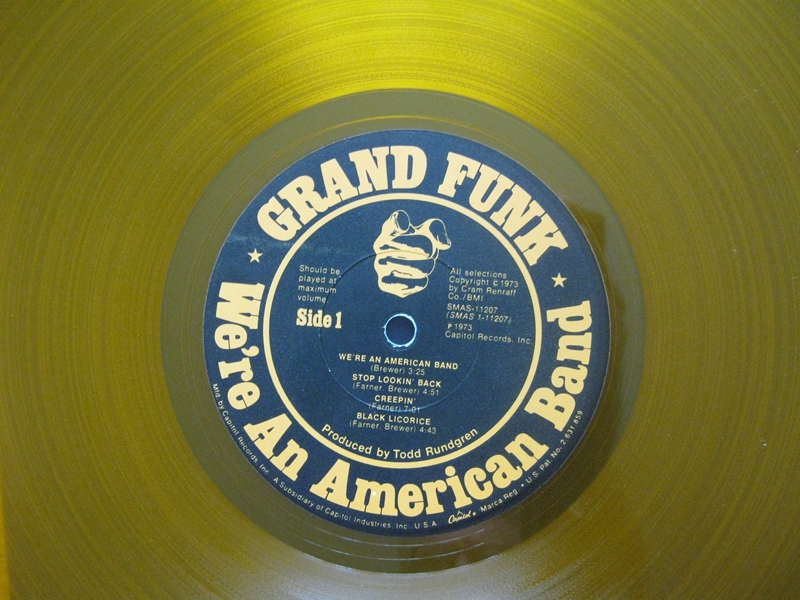 GRAND FUNK
Should be
played at
maximum
volume.
Side 1
All selections
Copyright ©1973
by Cram Renraff
Co./BMI
SMAS-11207
(SMAS 1-11207)
℗ 1973
Capitol Records, Inc.
WE'RE AN AMERICAN BAND
(Brewer) 3:25
STOP LOOKIN' BACK
(Farner, Brewer) 4:51
CREEPIN'
(Farner) 7:01
BLACK LICORICE
(Farner, Brewer) 4:43
Produced by Todd Rundgren
We're An American Band
Mfd. by Capitol Records, Inc. A Subsidiary of Capitol Industries, Inc. U.S.A. Capitol® Marca Reg. • U.S. Pat. No. 2,631,859